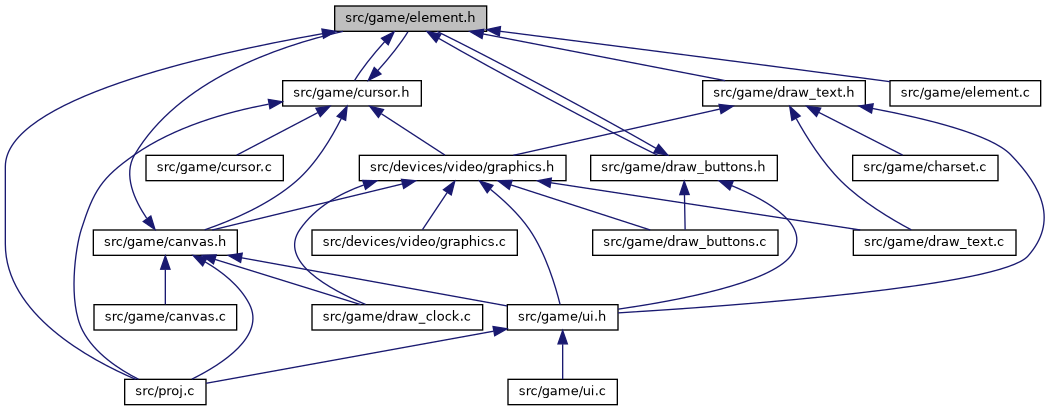 src/game/element.h
src/game/cursor.h
src/game/draw_text.h
src/game/element.c
src/game/cursor.c
src/devices/video/graphics.h
src/game/draw_buttons.h
src/game/charset.c
src/game/canvas.h
src/devices/video/graphics.c
src/game/draw_buttons.c
src/game/draw_text.c
src/game/canvas.c
src/game/draw_clock.c
src/game/ui.h
src/proj.c
src/game/ui.c